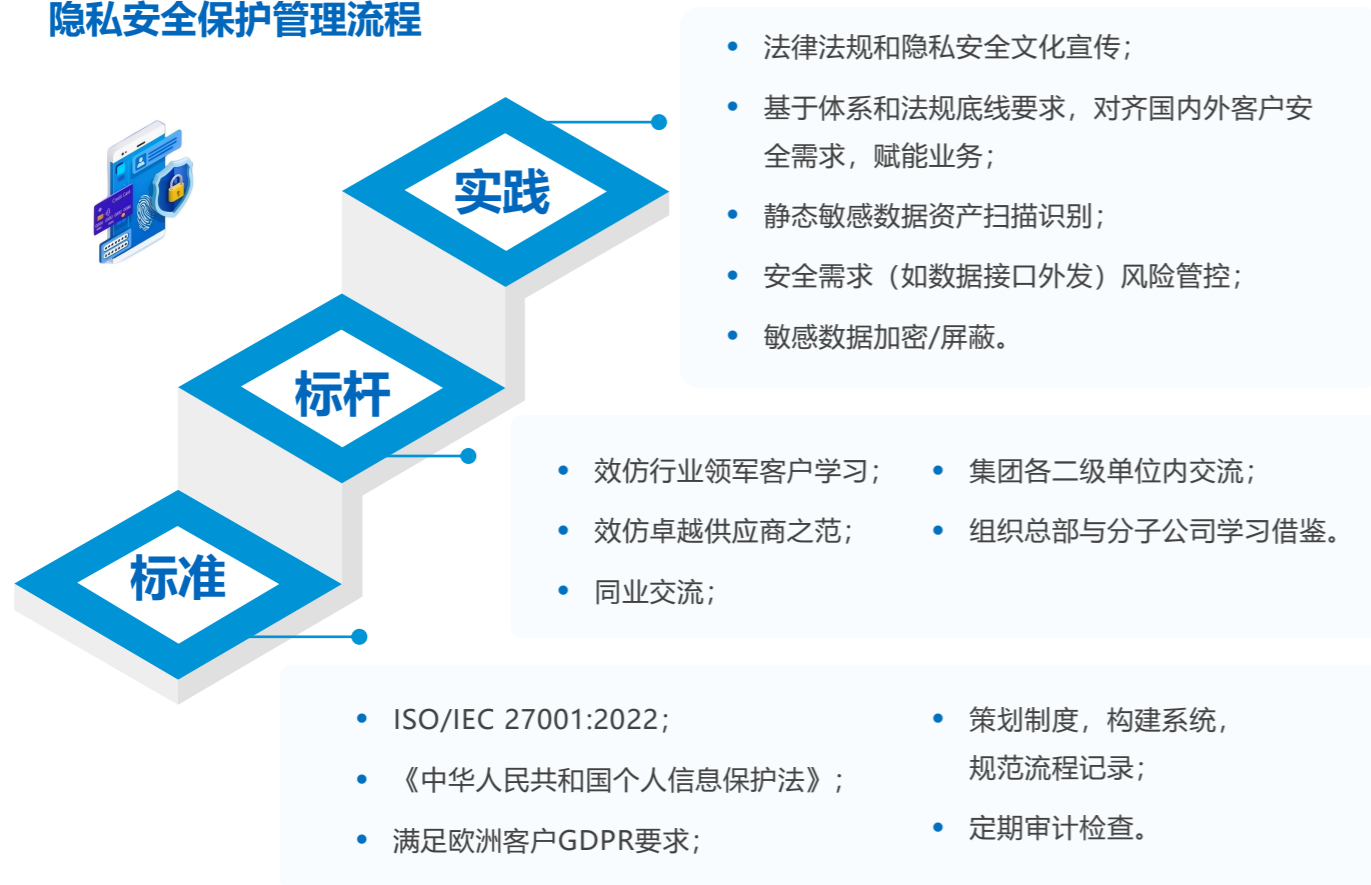 隐私安全保护管理流程
实践
法律法规和隐私安全文化宣传；
基于体系和法规底线要求，对齐国内外客户安
全需求，赋能业务；
静态敏感数据资产扫描识别；
安全需求（如数据接口外发）风险管控；
敏感数据加密/屏蔽。
标杆
效仿行业领军客户学习；
效仿卓越供应商之范；
同业交流；
集团各二级单位内交流；
组织总部与分子公司学习借鉴。
标准
ISO/IEC 27001:2022；
《中华人民共和国个人信息保护法》；
满足欧洲客户GDPR要求；
策划制度，构建系统，
规范流程记录；
定期审计检查。